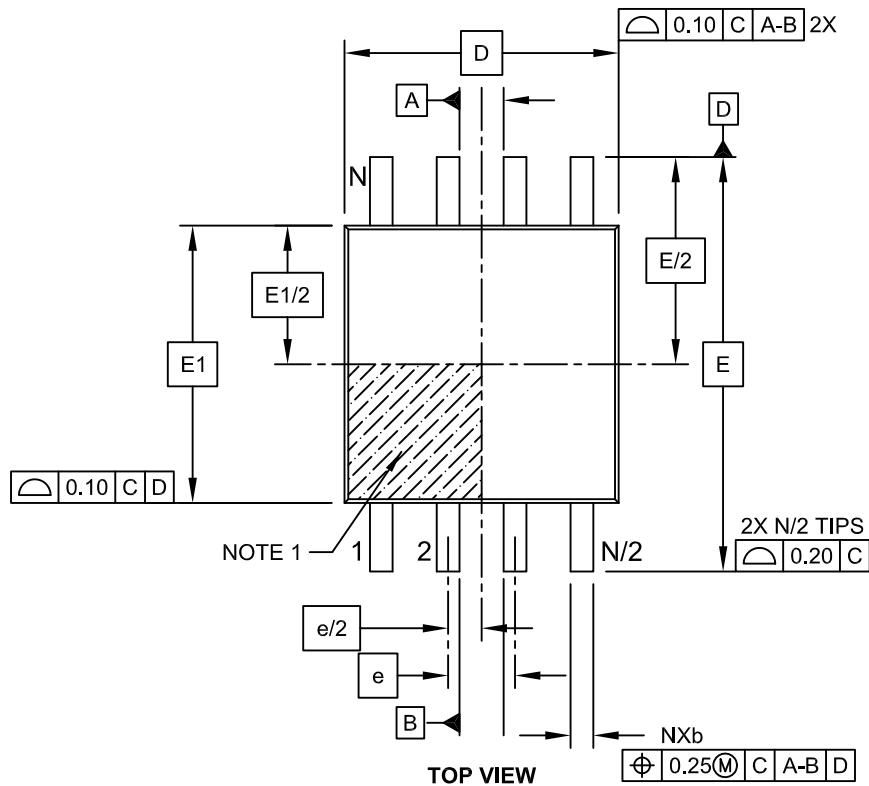 0.10 C A-B 2X
D
A
D
N
E/2
E1/2
E1
E
0.10 C D
2X N/2 TIPS
NOTE 1
1
2
N/2
0.20 C
e/2
e
B
NXb
TOP VIEW
0.25Ⓜ C A-B D